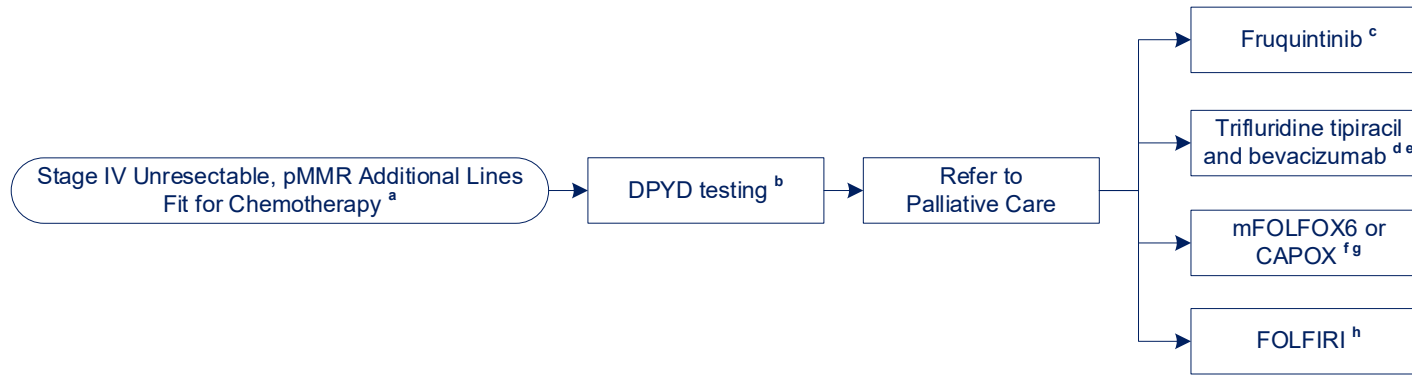 Stage IV Unresectable, pMMR Additional Lines
Fit for Chemotherapy a
DPYD testing b
Refer to
Palliative Care
Fruquintinib c
Trifluridine tipiracil
and bevacizumab d e
mFOLFOX6 or
CAPOX f g
FOLFIRI h